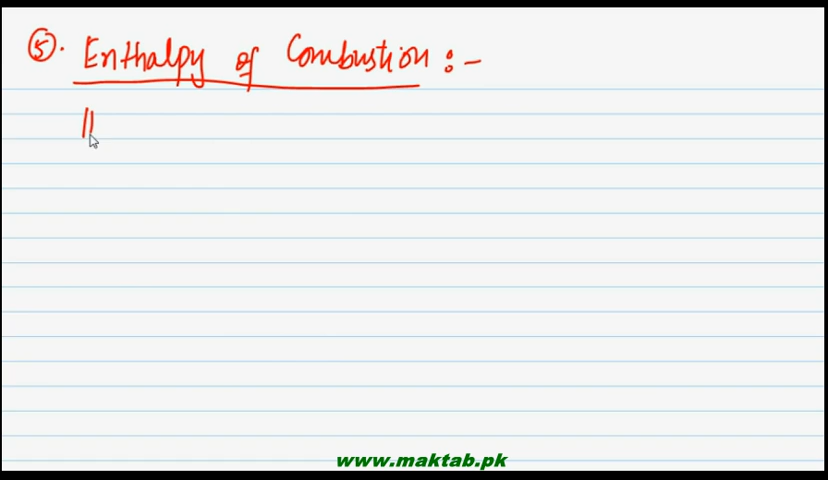 ⑤. Enthalpy of Combustion :-
www.maktab.pk